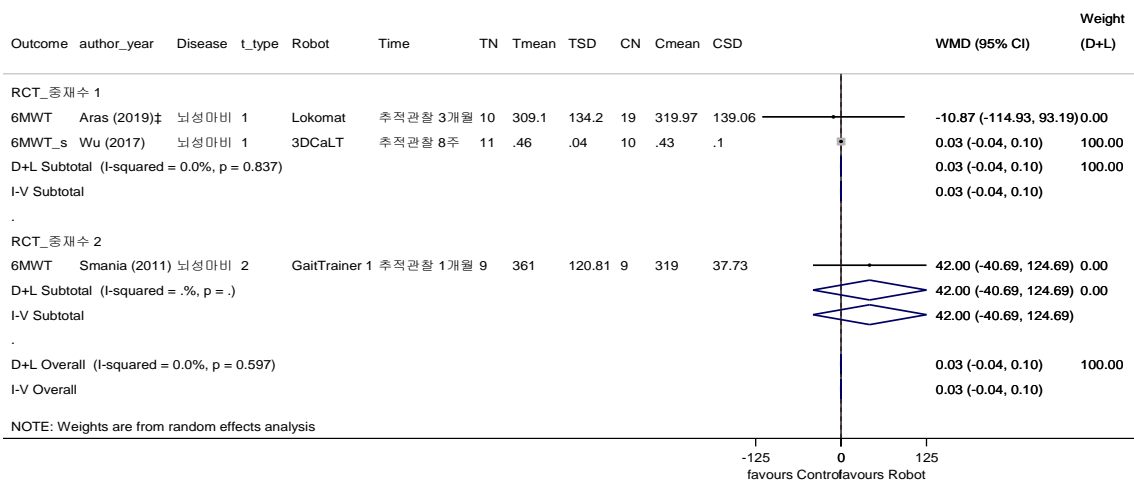 Weight
Outcome author_year Disease t_type Robot Time TN Tmean TSD CN Cmean CSD WMD (95% CI) (D+L)
RCT_중재수 1
6MWT Aras (2019)‡ 뇌성마비 1 Lokomat 추적관찰 3개월 10 309.1 134.2 19 319.97 139.06 -10.87 (-114.93, 93.19) 0.00
6MWT_s Wu (2017) 뇌성마비 1 3DCaLT 추적관찰 8주 11 .46 .04 10 .43 .1 0.03 (-0.04, 0.10) 100.00
D+L Subtotal (I-squared = 0.0%, p = 0.837) 0.03 (-0.04, 0.10) 100.00
I-V Subtotal 0.03 (-0.04, 0.10)
.
RCT_중재수 2
6MWT Smania (2011) 뇌성마비 2 GaitTrainer 1 추적관찰 1개월 9 361 120.81 9 319 37.73 42.00 (-40.69, 124.69) 0.00
D+L Subtotal (I-squared = .%, p = .) 42.00 (-40.69, 124.69) 0.00
I-V Subtotal 42.00 (-40.69, 124.69)
.
D+L Overall (I-squared = 0.0%, p = 0.597) 0.03 (-0.04, 0.10) 100.00
I-V Overall 0.03 (-0.04, 0.10)
NOTE: Weights are from random effects analysis
-125 0 125
favours Control favours Robot